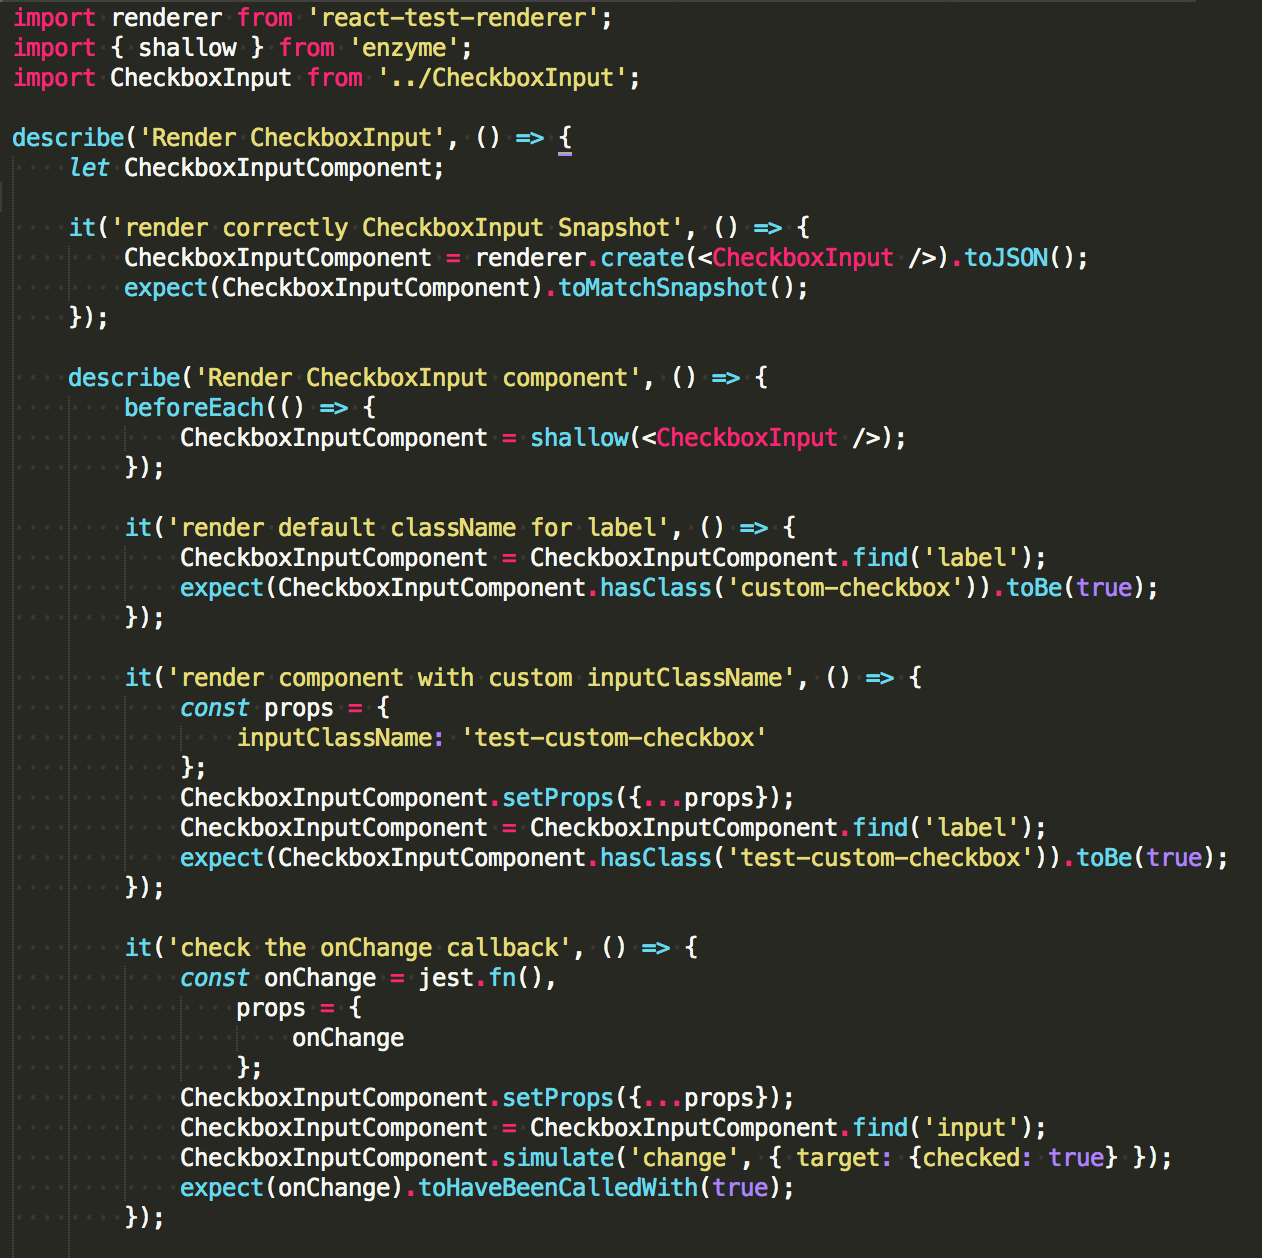 import renderer from 'react-test-renderer';
import { shallow } from 'enzyme';
import CheckboxInput from '../CheckboxInput';

describe('Render CheckboxInput', () => {
    let CheckboxInputComponent;

    it('render correctly CheckboxInput Snapshot', () => {
        CheckboxInputComponent = renderer.create(<CheckboxInput />).toJSON();
        expect(CheckboxInputComponent).toMatchSnapshot();
    });

    describe('Render CheckboxInput component', () => {
        beforeEach(() => {
            CheckboxInputComponent = shallow(<CheckboxInput />);
        });

        it('render default className for label', () => {
            CheckboxInputComponent = CheckboxInputComponent.find('label');
            expect(CheckboxInputComponent.hasClass('custom-checkbox')).toBe(true);
        });

        it('render component with custom inputClassName', () => {
            const props = {
                inputClassName: 'test-custom-checkbox'
            };
            CheckboxInputComponent.setProps({...props});
            CheckboxInputComponent = CheckboxInputComponent.find('label');
            expect(CheckboxInputComponent.hasClass('test-custom-checkbox')).toBe(true);
        });

        it('check the onChange callback', () => {
            const onChange = jest.fn(),
                props = {
                    onChange
                };
            CheckboxInputComponent.setProps({...props});
            CheckboxInputComponent = CheckboxInputComponent.find('input');
            CheckboxInputComponent.simulate('change', { target: {checked: true} });
            expect(onChange).toHaveBeenCalledWith(true);
        });